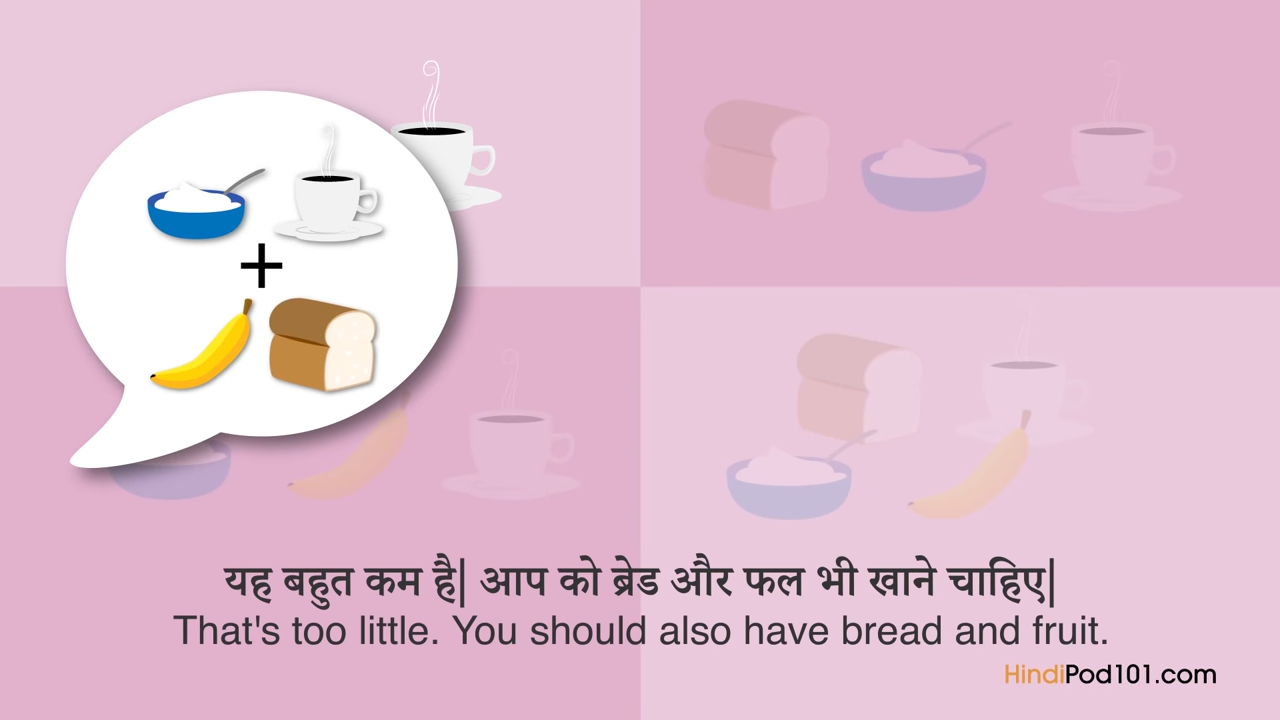 यह बहुत कम है| आप को ब्रेड और फल भी खाने चाहिए|
That's too little. You should also have bread and fruit.
HindiPod101.com